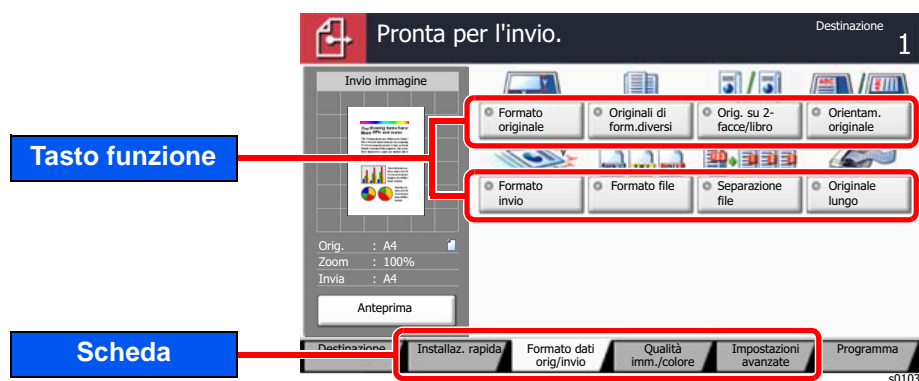 Pronta per l'invio.
Destinazione
1
Invio immagine
Formato
originale
Originali di
form.diversi
Orig. su 2-
facce/libro
Orientam.
originale
Tasto funzione
Formato
invio
Formato file
Separazione
file
Originale
lungo
Orig. : A4
Zoom : 100%
Invia : A4
Anteprima
Scheda
Destinazione
Installaz. rapida
Formato dati
orig/invio
Qualità
imm./colore
Impostazioni
avanzate
Programma
s0103